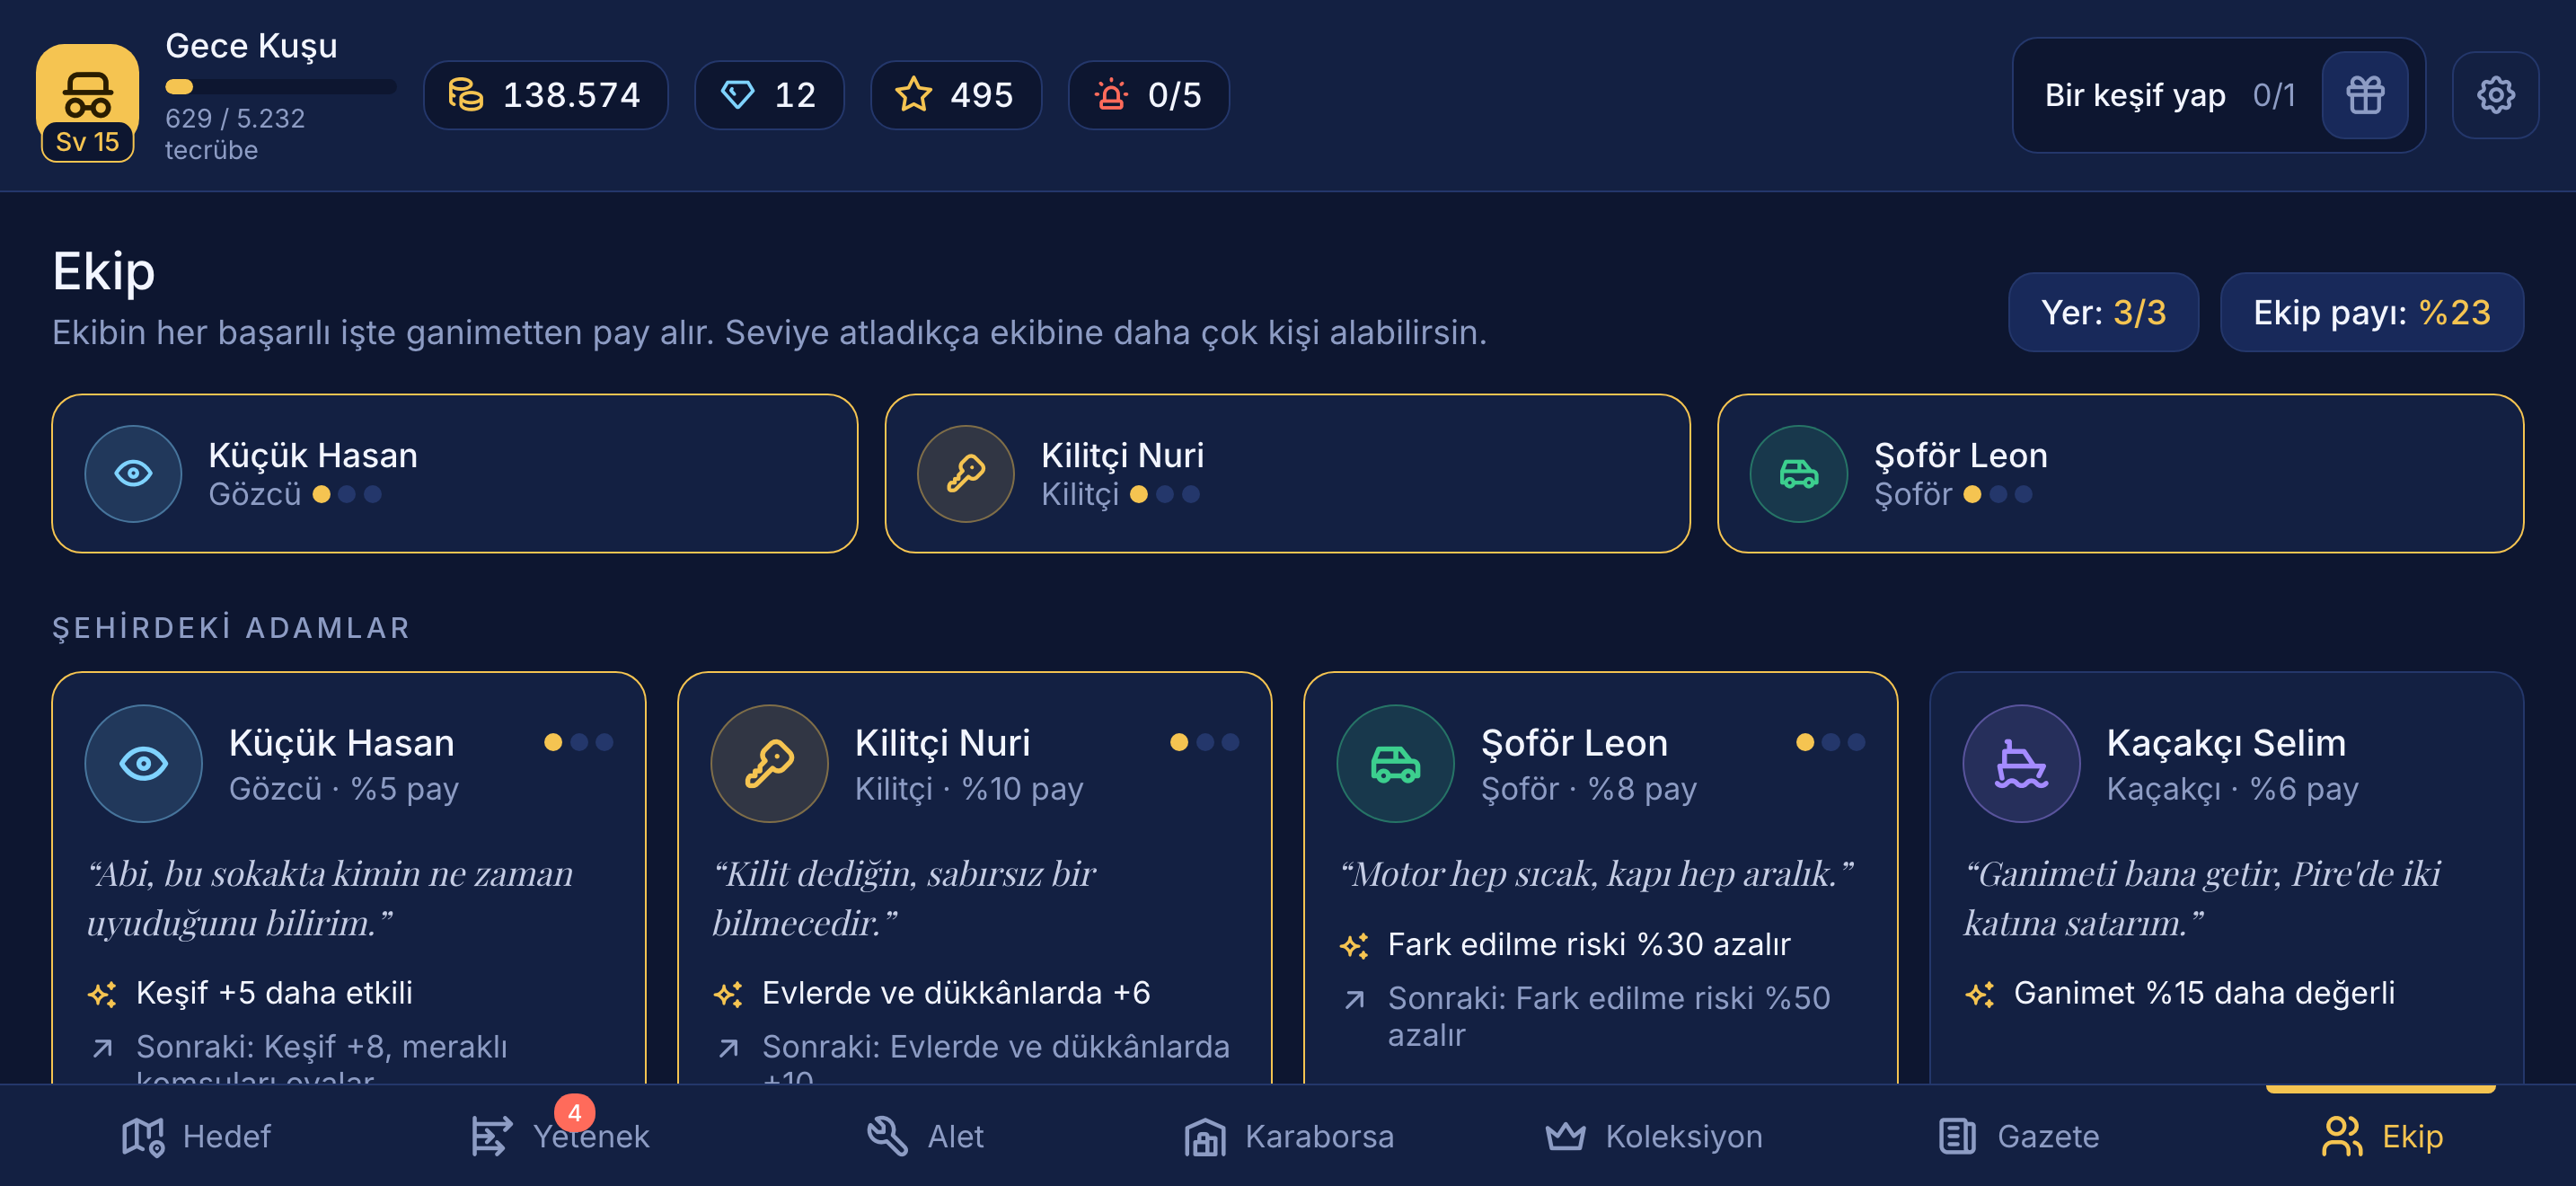 Gece Kuşu
629 / 5.232
tecrübe
Sv 15
138.574
12
495
0/5
Bir keşif yap 0/1
Ekip
Ekibin her başarılı işte ganimetten pay alır. Seviye atladıkça ekibine daha çok kişi alabilirsin.
Yer: 3/3
Ekip payı: %23
Küçük Hasan
Gözcü
Kilitçi Nuri
Kilitçi
Şoför Leon
Şoför
ŞEHİRDEKİ ADAMLAR
Küçük Hasan
Gözcü · %5 pay
“Abi, bu sokakta kimin ne zaman
uyuduğunu bilirim.”
Keşif +5 daha etkili
Sonraki: Keşif +8, meraklı
komşuları oyalar
Kilitçi Nuri
Kilitçi · %10 pay
“Kilit dediğin, sabırsız bir
bilmecedir.”
Evlerde ve dükkânlarda +6
Sonraki: Evlerde ve dükkânlarda
+10
Şoför Leon
Şoför · %8 pay
“Motor hep sıcak, kapı hep aralık.”
Fark edilme riski %30 azalır
Sonraki: Fark edilme riski %50
azalır
Kaçakçı Selim
Kaçakçı · %6 pay
“Ganimeti bana getir, Pire'de iki
katına satarım.”
Ganimet %15 daha değerli
Hedef
4
Yetenek
Alet
Karaborsa
Koleksiyon
Gazete
Ekip